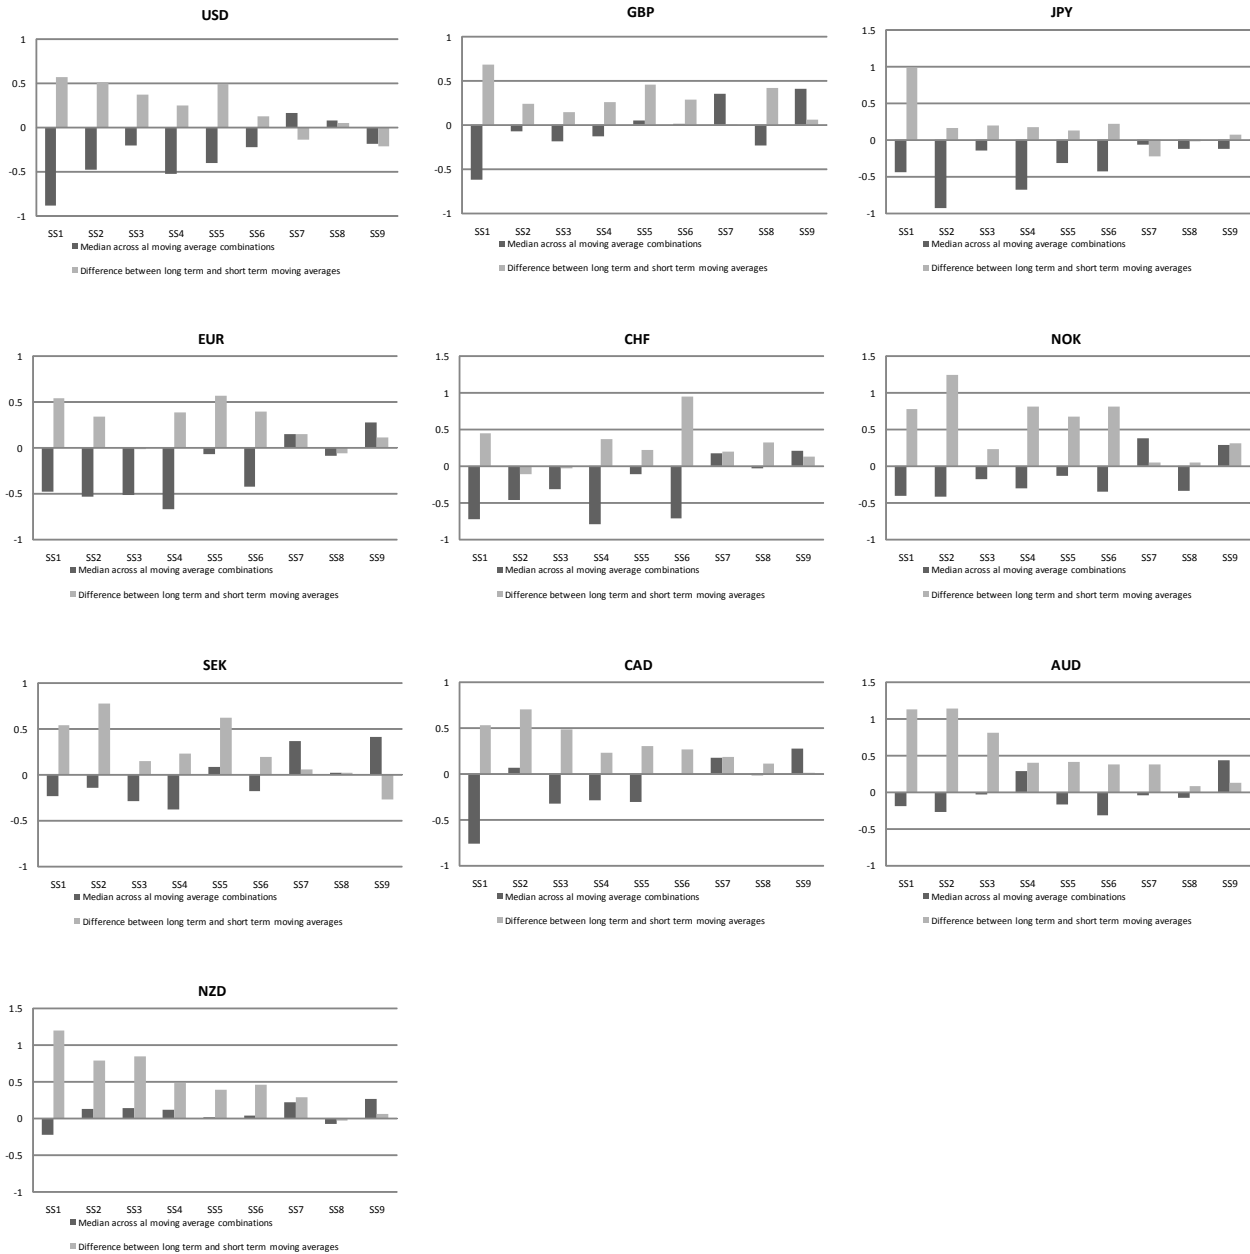 USD
1
0.5
0
-0.5
-1
SS1 SS2 SS3 SS4 SS5 SS6 SS7 SS8 SS9
Median across al moving average combinations
Difference between long term and short term moving averages
GBP
1
0.5
0
-0.5
-1
SS1 SS2 SS3 SS4 SS5 SS6 SS7 SS8 SS9
Median across al moving average combinations
Difference between long term and short term moving averages
JPY
1.5
1
0.5
0
-0.5
-1
SS1 SS2 SS3 SS4 SS5 SS6 SS7 SS8 SS9
Median across al moving average combinations
Difference between long term and short term moving averages
EUR
1
0.5
0
-0.5
-1
SS1 SS2 SS3 SS4 SS5 SS6 SS7 SS8 SS9
Median across al moving average combinations
Difference between long term and short term moving averages
CHF
1.5
1
0.5
0
-0.5
-1
SS1 SS2 SS3 SS4 SS5 SS6 SS7 SS8 SS9
Median across al moving average combinations
Difference between long term and short term moving averages
NOK
1.5
1
0.5
0
-0.5
-1
SS1 SS2 SS3 SS4 SS5 SS6 SS7 SS8 SS9
Median across al moving average combinations
Difference between long term and short term moving averages
SEK
1
0.5
0
-0.5
-1
SS1 SS2 SS3 SS4 SS5 SS6 SS7 SS8 SS9
Median across al moving average combinations
Difference between long term and short term moving averages
CAD
1
0.5
0
-0.5
-1
SS1 SS2 SS3 SS4 SS5 SS6 SS7 SS8 SS9
Median across al moving average combinations
Difference between long term and short term moving averages
AUD
1.5
1
0.5
0
-0.5
-1
SS1 SS2 SS3 SS4 SS5 SS6 SS7 SS8 SS9
Median across al moving average combinations
Difference between long term and short term moving averages
NZD
1.5
1
0.5
0
-0.5
-1
SS1 SS2 SS3 SS4 SS5 SS6 SS7 SS8 SS9
Median across al moving average combinations
Difference between long term and short term moving averages